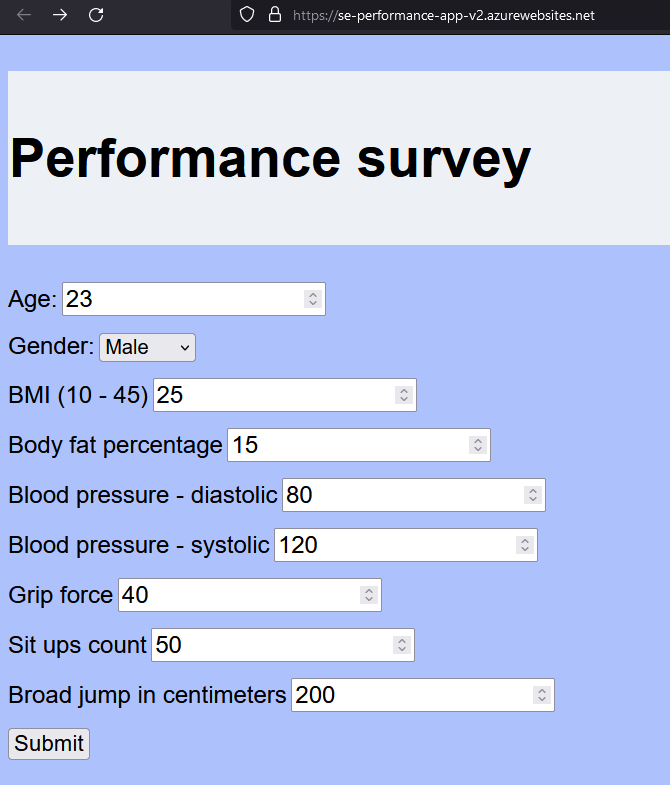 https://se-performance-app-v2.azurewebsites.net
Performance survey
Age: 23
Gender: Male
BMI (10 - 45) 25
Body fat percentage 15
Blood pressure - diastolic 80
Blood pressure - systolic 120
Grip force 40
Sit ups count 50
Broad jump in centimeters 200
Submit